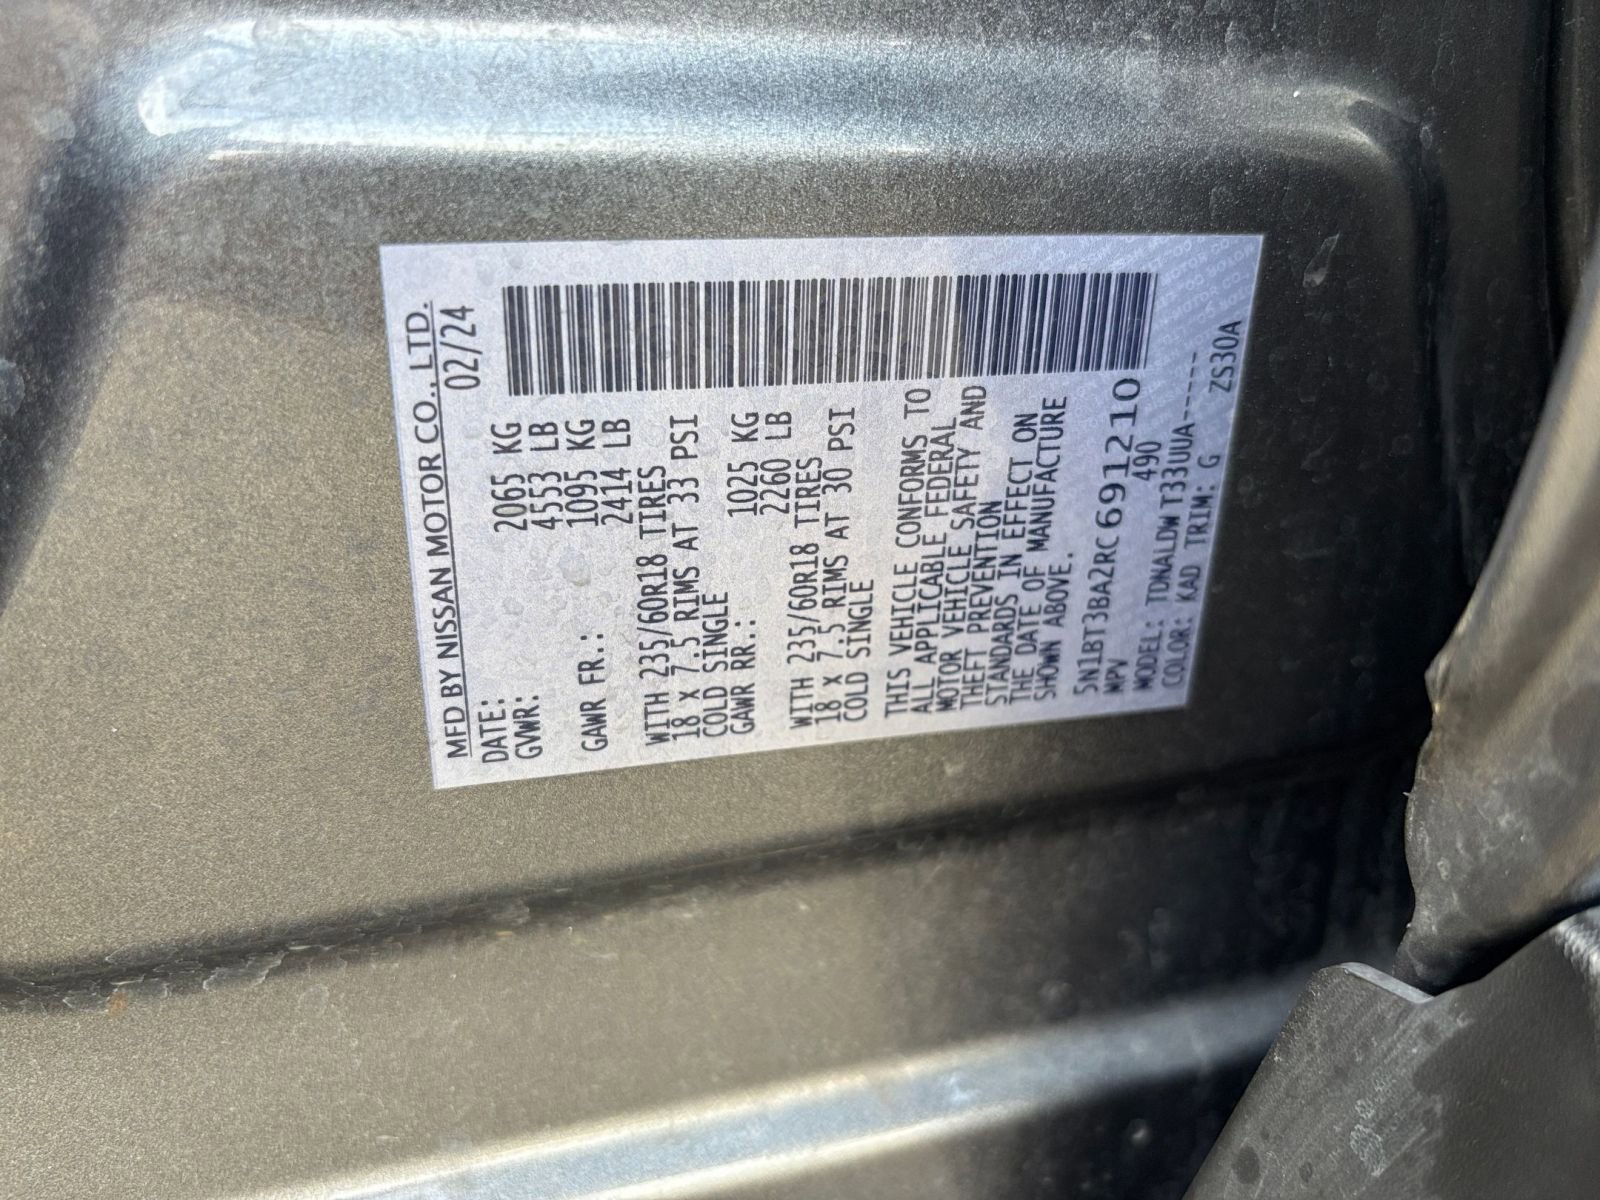 MFD BY NISSAN MOTOR CO., LTD.
DATE: 02/24
GVWR: 2065 KG
4553 LB
GAWR FR.: 1095 KG
2414 LB
WITH 235/60R18 TIRES
18 X 7.5 RIMS AT 33 PSI
COLD SINGLE
GAWR RR.: 1025 KG
2260 LB
WITH 235/60R18 TIRES
18 X 7.5 RIMS AT 30 PSI
COLD SINGLE
THIS VEHICLE CONFORMS TO
ALL APPLICABLE FEDERAL
MOTOR VEHICLE SAFETY AND
THEFT PREVENTION
STANDARDS IN EFFECT ON
THE DATE OF MANUFACTURE
SHOWN ABOVE.
5N1BT3BA2RC691210
MPV 490
MODEL: TDNALDW T33UUA-----
COLOR: KAD TRIM: G ZS30A